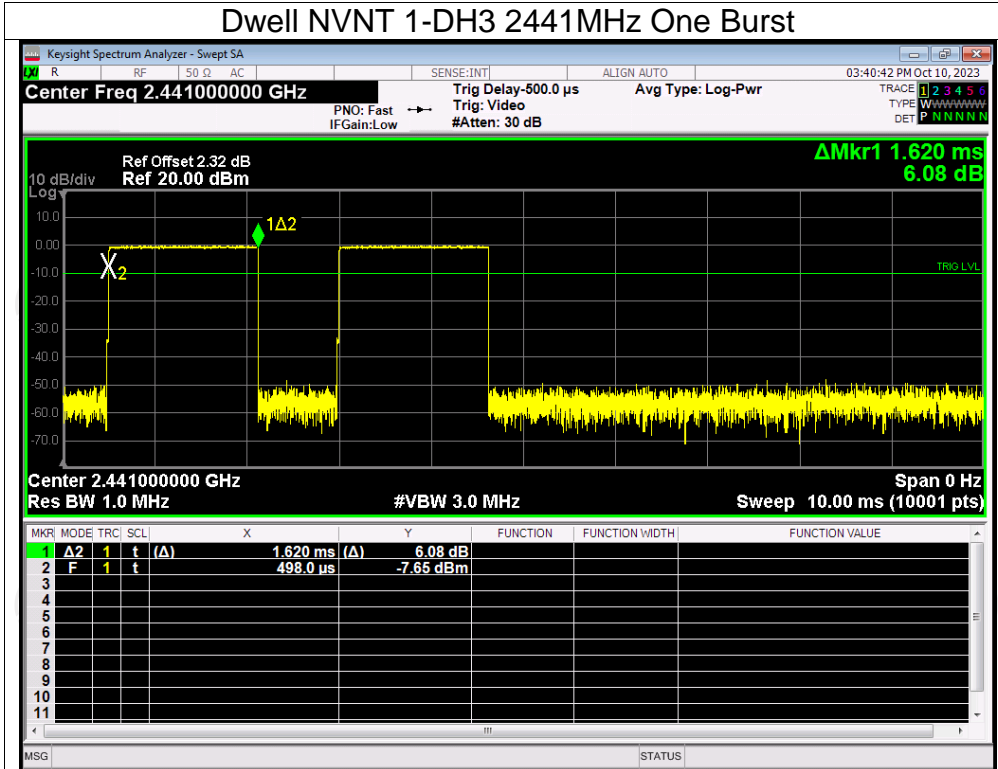 Dwell NVNT 1-DH3 2441MHz One Burst
Keysight Spectrum Analyzer - Swept SA
LXI R RF 50 Ω AC SENSE:INT ALIGN AUTO 03:40:42 PM Oct 10, 2023
Center Freq 2.441000000 GHz Trig Delay-500.0 µs Avg Type: Log-Pwr TRACE 1 2 3 4 5 6
PNO: Fast Trig: Video TYPE WWWWWW
IFGain:Low #Atten: 30 dB DET P N N N N N
ΔMkr1 1.620 ms
6.08 dB
Ref Offset 2.32 dB
10 dB/div Ref 20.00 dBm
Log
10.0
1Δ2
0.00
X2
-10.0
TRIG LVL
-20.0
-30.0
-40.0
-50.0
-60.0
-70.0
Center 2.441000000 GHz Span 0 Hz
Res BW 1.0 MHz #VBW 3.0 MHz Sweep 10.00 ms (10001 pts)
MKR MODE TRC SCL X Y FUNCTION FUNCTION WIDTH FUNCTION VALUE
1 Δ2 1 t (Δ) 1.620 ms (Δ) 6.08 dB
2 F 1 t 498.0 µs -7.65 dBm
3
4
5
6
7
8
9
10
11
MSG STATUS